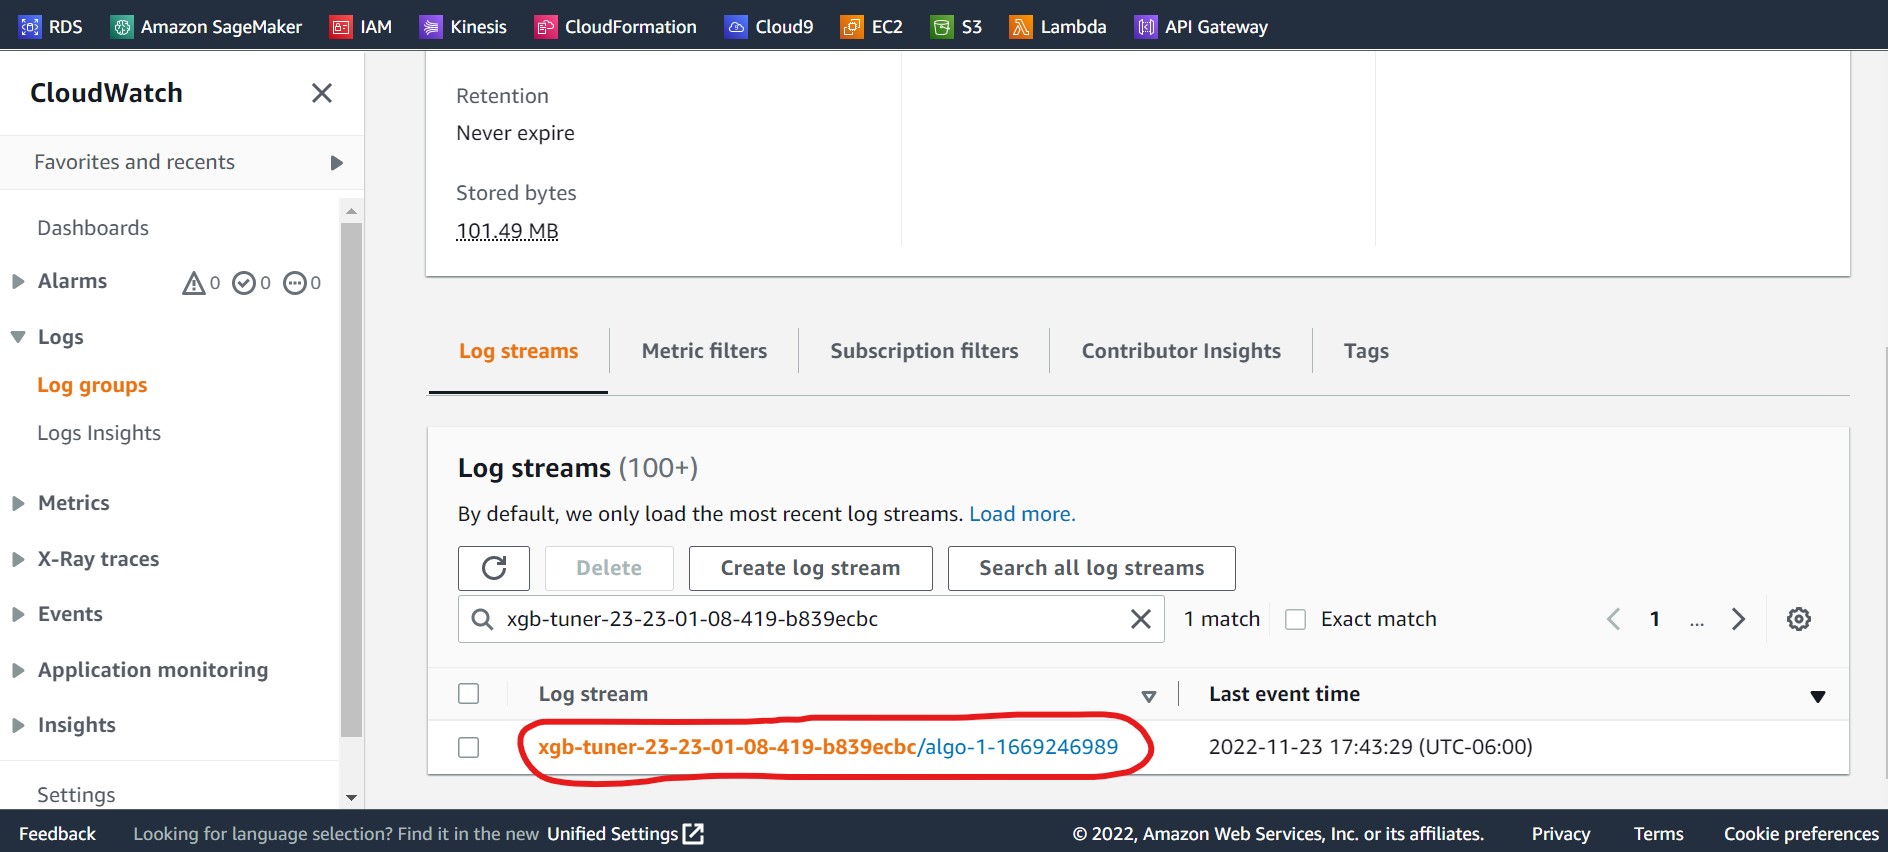 RDS Amazon SageMaker IAM Kinesis CloudFormation Cloud9 EC2 S3 Lambda API Gateway
CloudWatch
Favorites and recents
Dashboards
Alarms 0 0 0
Logs
Log groups
Logs Insights
Metrics
X-Ray traces
Events
Application monitoring
Insights
Settings
Retention
Never expire
Stored bytes
101.49 MB
Log streams Metric filters Subscription filters Contributor Insights Tags
Log streams (100+)
By default, we only load the most recent log streams. Load more.
Delete Create log stream Search all log streams
xgb-tuner-23-23-01-08-419-b839ecbc 1 match Exact match 1 ...
Log stream Last event time
xgb-tuner-23-23-01-08-419-b839ecbc/algo-1-1669246989 2022-11-23 17:43:29 (UTC-06:00)
Feedback Looking for language selection? Find it in the new Unified Settings © 2022, Amazon Web Services, Inc. or its affiliates. Privacy Terms Cookie preferences